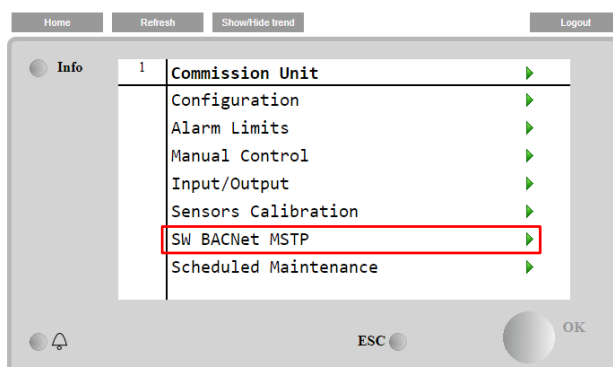 Home Refresh Show/Hide trend Logout
Info 1 Commission Unit
Configuration
Alarm Limits
Manual Control
Input/Output
Sensors Calibration
SW BACNet MSTP
Scheduled Maintenance
ESC OK